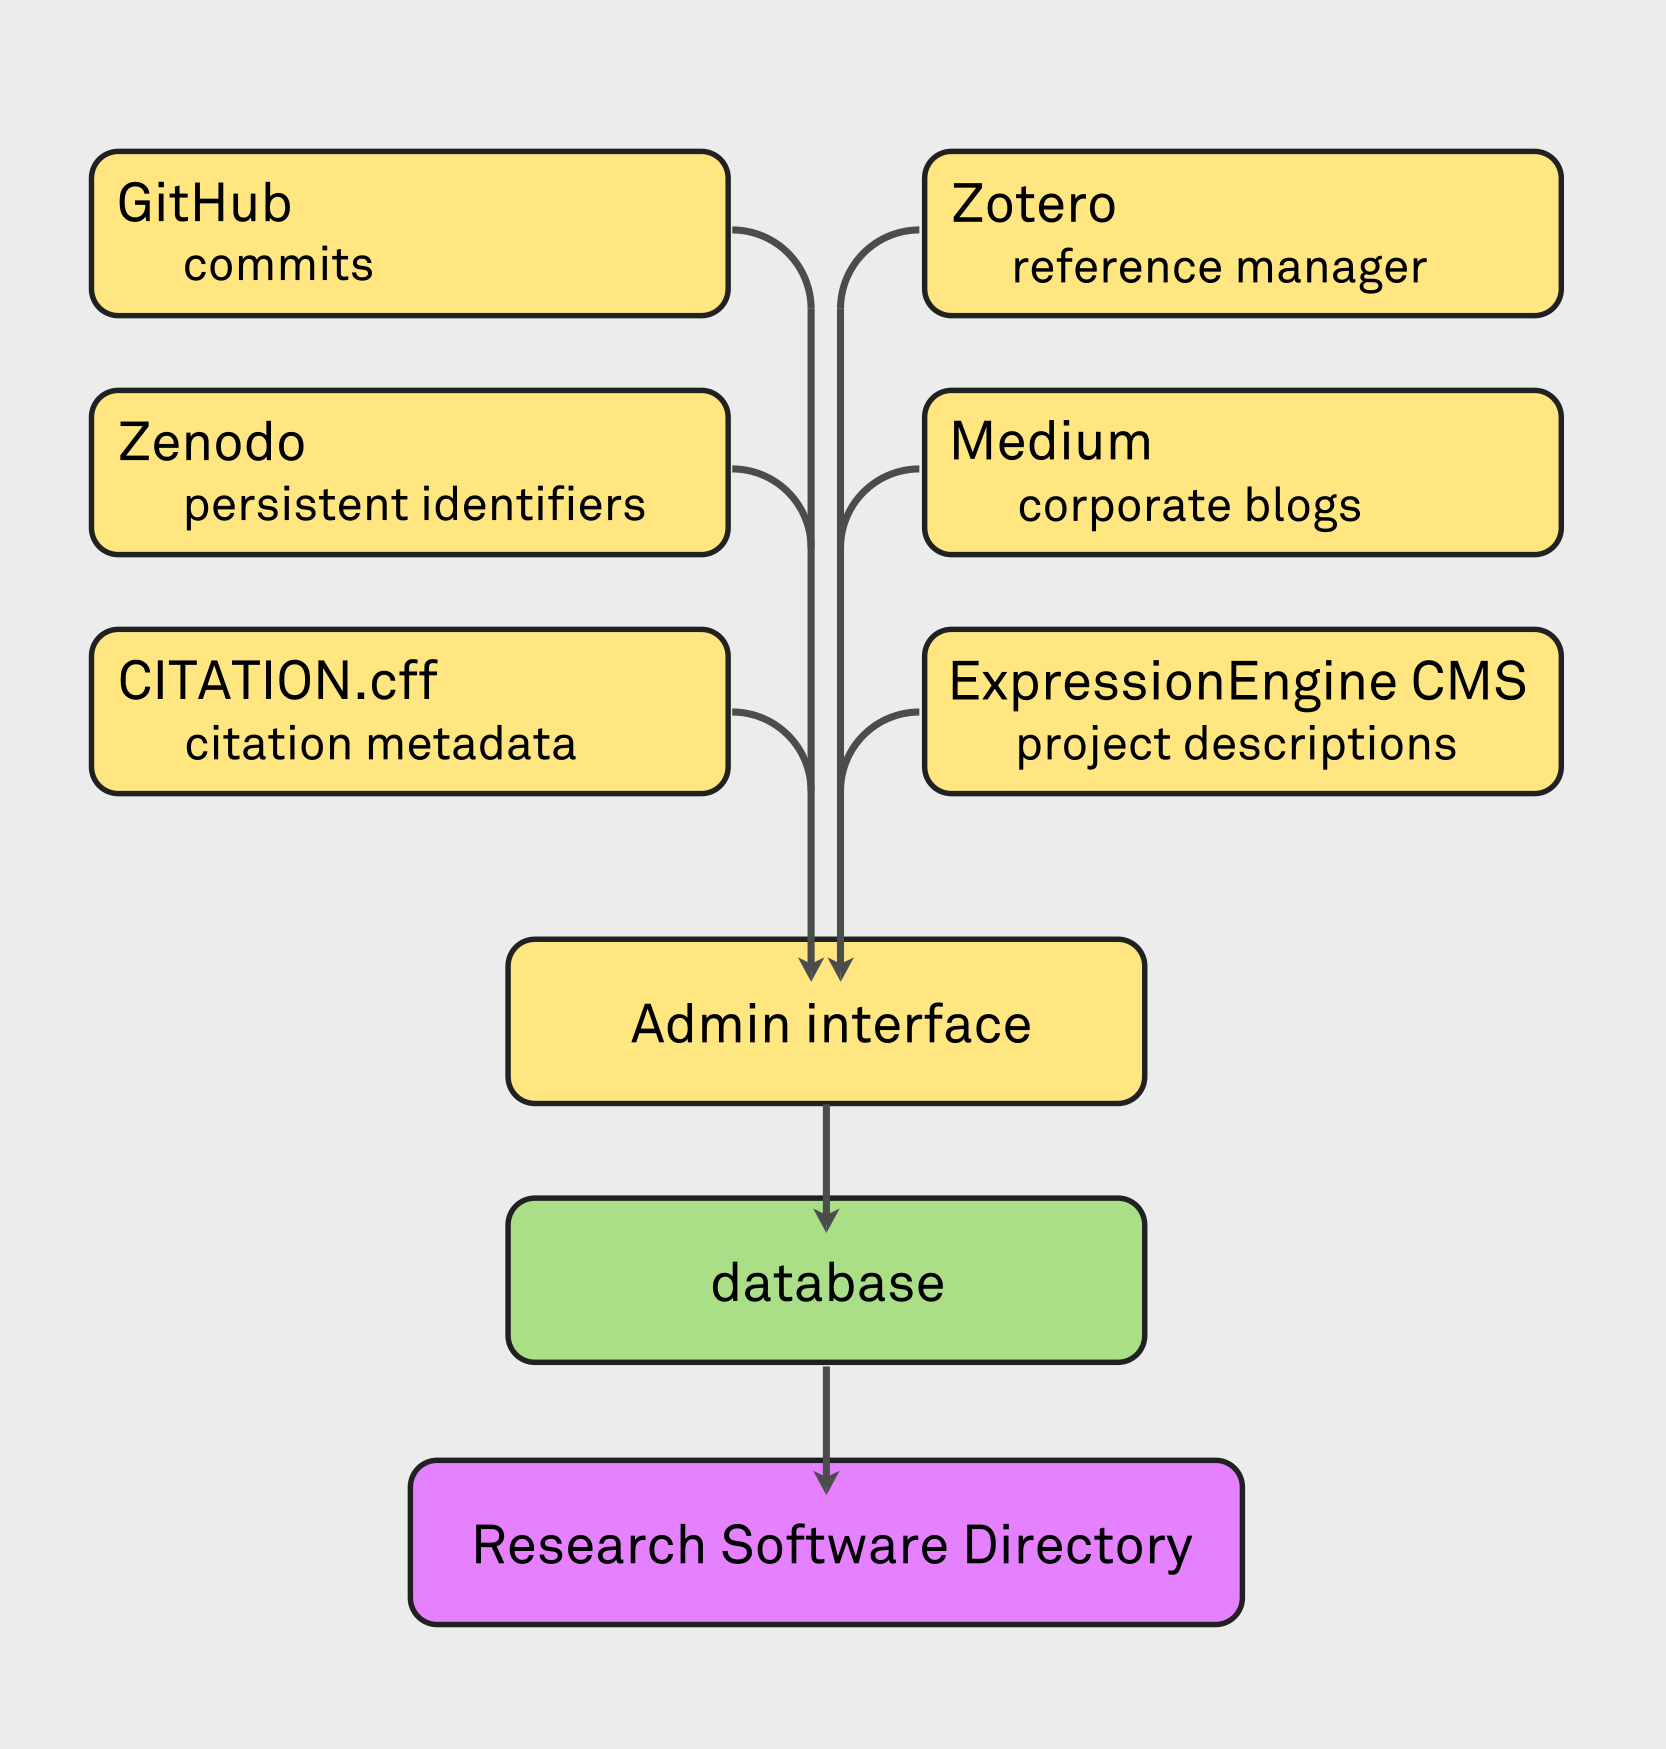 GitHub
commits
Zotero
reference manager
Zenodo
persistent identifiers
Medium
corporate blogs
CITATION.cff
citation metadata
ExpressionEngine CMS
project descriptions
Admin interface
database
Research Software Directory